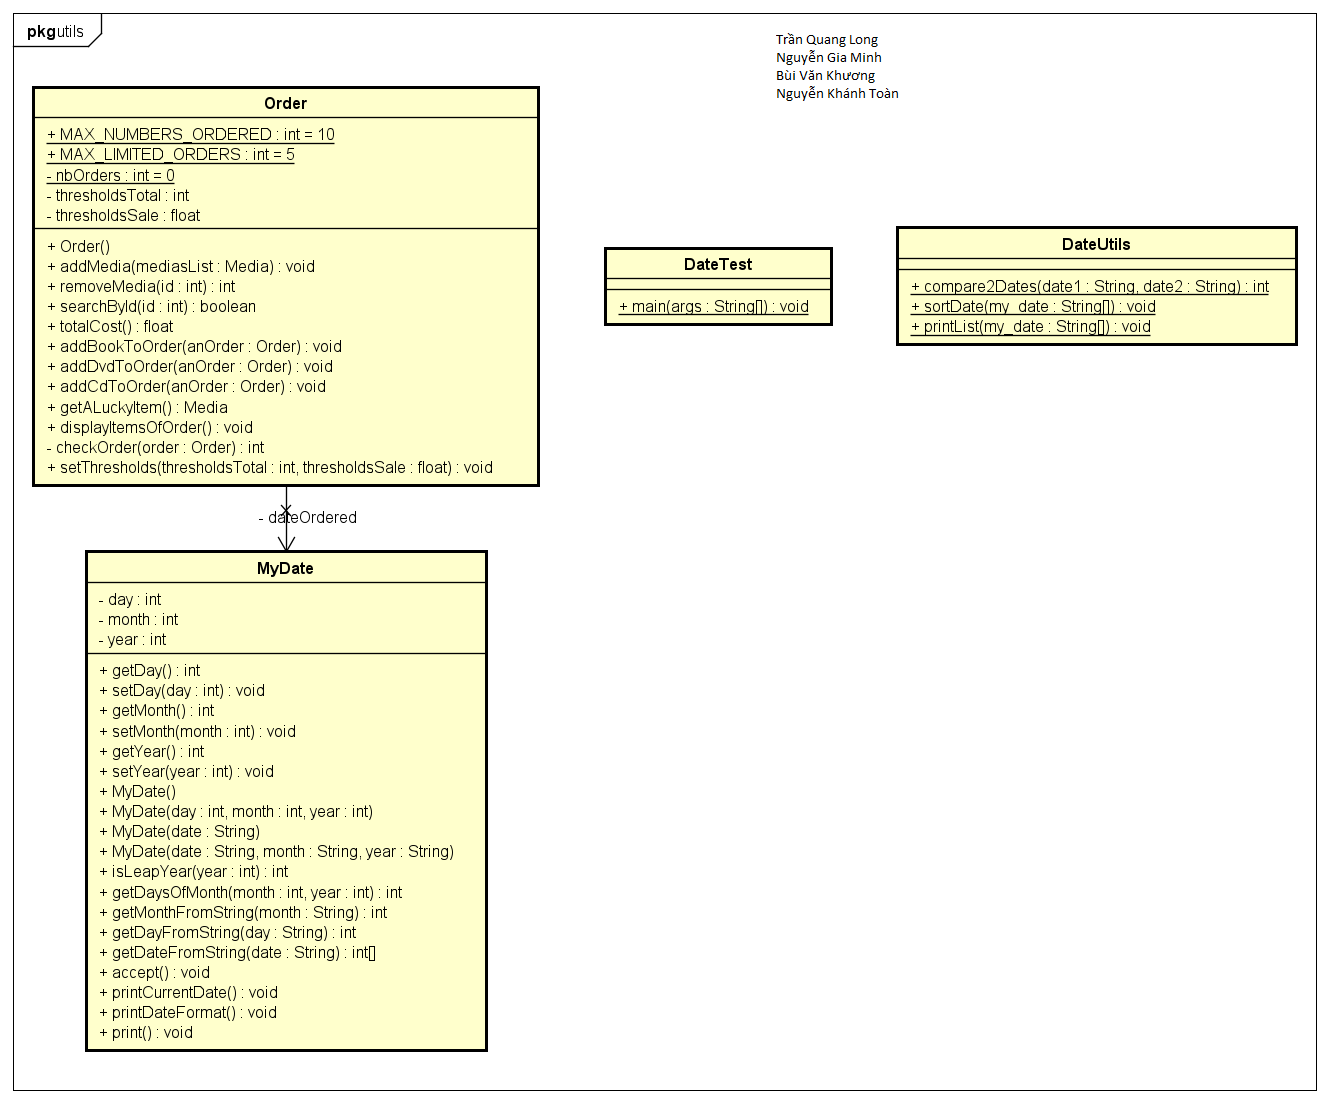 pkg utils
Trần Quang Long
Nguyễn Gia Minh
Bùi Văn Khương
Nguyễn Khánh Toàn
Order
+ MAX_NUMBERS_ORDERED : int = 10
+ MAX_LIMITED_ORDERS : int = 5
- nbOrders : int = 0
- thresholdsTotal : int
- thresholdsSale : float
+ Order()
+ addMedia(mediasList : Media) : void
+ removeMedia(id : int) : int
+ searchById(id : int) : boolean
+ totalCost() : float
+ addBookToOrder(anOrder : Order) : void
+ addDvdToOrder(anOrder : Order) : void
+ addCdToOrder(anOrder : Order) : void
+ getALuckyItem() : Media
+ displayItemsOfOrder() : void
- checkOrder(order : Order) : int
+ setThresholds(thresholdsTotal : int, thresholdsSale : float) : void
DateTest
+ main(args : String[]) : void
DateUtils
+ compare2Dates(date1 : String, date2 : String) : int
+ sortDate(my_date : String[]) : void
+ printList(my_date : String[]) : void
- dateOrdered
MyDate
- day : int
- month : int
- year : int
+ getDay() : int
+ setDay(day : int) : void
+ getMonth() : int
+ setMonth(month : int) : void
+ getYear() : int
+ setYear(year : int) : void
+ MyDate()
+ MyDate(day : int, month : int, year : int)
+ MyDate(date : String)
+ MyDate(date : String, month : String, year : String)
+ isLeapYear(year : int) : int
+ getDaysOfMonth(month : int, year : int) : int
+ getMonthFromString(month : String) : int
+ getDayFromString(day : String) : int
+ getDateFromString(date : String) : int[]
+ accept() : void
+ printCurrentDate() : void
+ printDateFormat() : void
+ print() : void